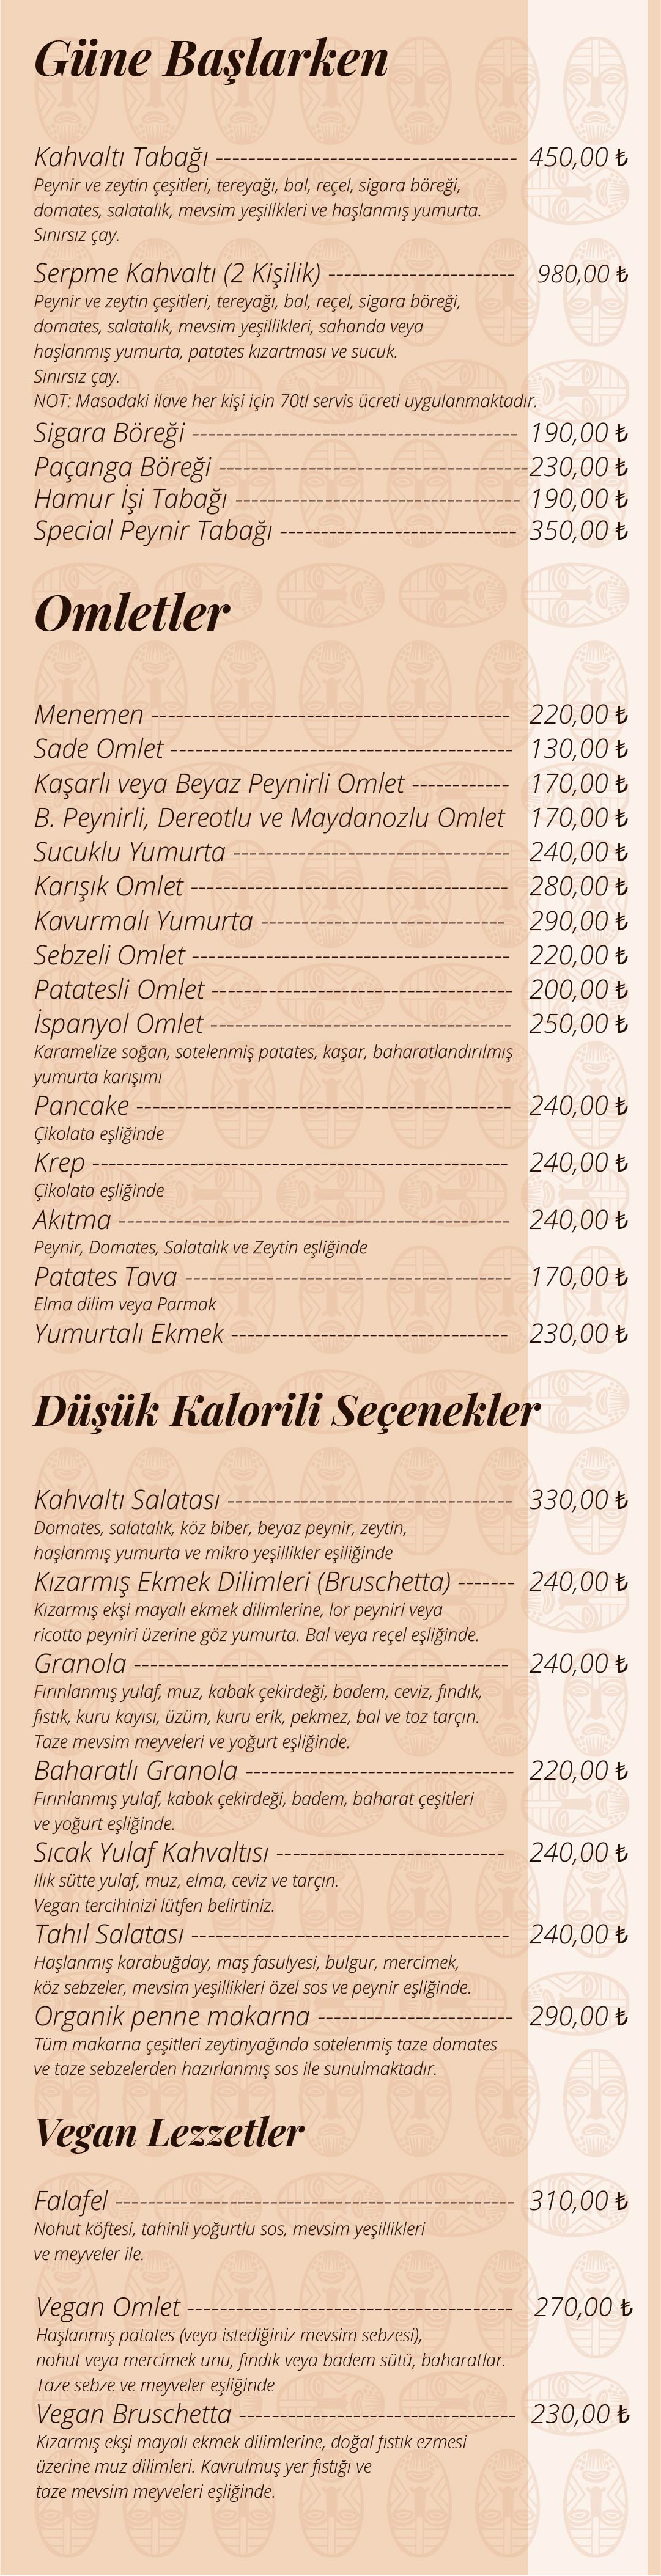 Güne Başlarken
Kahvaltı Tabağı ------------------------------------- 450,00 ₺
Peynir ve zeytin çeşitleri, tereyağı, bal, reçel, sigara böreği,
domates, salatalık, mevsim yeşillkleri ve haşlanmış yumurta.
Sınırsız çay.
Serpme Kahvaltı (2 Kişilik) ----------------------- 980,00 ₺
Peynir ve zeytin çeşitleri, tereyağı, bal, reçel, sigara böreği,
domates, salatalık, mevsim yeşillikleri, sahanda veya
haşlanmış yumurta, patates kızartması ve sucuk.
Sınırsız çay.
NOT: Masadaki ilave her kişi için 70tl servis ücreti uygulanmaktadır.
Sigara Böreği ---------------------------------------- 190,00 ₺
Paçanga Böreği --------------------------------------230,00 ₺
Hamur İşi Tabağı ----------------------------------- 190,00 ₺
Special Peynir Tabağı ----------------------------- 350,00 ₺
Omletler
Menemen -------------------------------------------- 220,00 ₺
Sade Omlet ------------------------------------------ 130,00 ₺
Kaşarlı veya Beyaz Peynirli Omlet ------------ 170,00 ₺
B. Peynirli, Dereotlu ve Maydanozlu Omlet 170,00 ₺
Sucuklu Yumurta ---------------------------------- 240,00 ₺
Karışık Omlet --------------------------------------- 280,00 ₺
Kavurmalı Yumurta ------------------------------ 290,00 ₺
Sebzeli Omlet --------------------------------------- 220,00 ₺
Patatesli Omlet ------------------------------------- 200,00 ₺
İspanyol Omlet ------------------------------------- 250,00 ₺
Karamelize soğan, sotelenmiş patates, kaşar, baharatlandırılmış
yumurta karışımı
Pancake ---------------------------------------------- 240,00 ₺
Çikolata eşliğinde
Krep --------------------------------------------------- 240,00 ₺
Çikolata eşliğinde
Akıtma ------------------------------------------------ 240,00 ₺
Peynir, Domates, Salatalık ve Zeytin eşliğinde
Patates Tava ---------------------------------------- 170,00 ₺
Elma dilim veya Parmak
Yumurtalı Ekmek ---------------------------------- 230,00 ₺
Düşük Kalorili Seçenekler
Kahvaltı Salatası ----------------------------------- 330,00 ₺
Domates, salatalık, köz biber, beyaz peynir, zeytin,
haşlanmış yumurta ve mikro yeşillikler eşiliğinde
Kızarmış Ekmek Dilimleri (Bruschetta) ------- 240,00 ₺
Kızarmış ekşi mayalı ekmek dilimlerine, lor peyniri veya
ricotto peyniri üzerine göz yumurta. Bal veya reçel eşliğinde.
Granola ---------------------------------------------- 240,00 ₺
Fırınlanmış yulaf, muz, kabak çekirdeği, badem, ceviz, fındık,
fıstık, kuru kayısı, üzüm, kuru erik, pekmez, bal ve toz tarçın.
Taze mevsim meyveleri ve yoğurt eşliğinde.
Baharatlı Granola --------------------------------- 220,00 ₺
Fırınlanmış yulaf, kabak çekirdeği, badem, baharat çeşitleri
ve yoğurt eşliğinde.
Sıcak Yulaf Kahvaltısı ---------------------------- 240,00 ₺
Ilık sütte yulaf, muz, elma, ceviz ve tarçın.
Vegan tercihinizi lütfen belirtiniz.
Tahıl Salatası --------------------------------------- 240,00 ₺
Haşlanmış karabuğday, maş fasulyesi, bulgur, mercimek,
köz sebzeler, mevsim yeşillikleri özel sos ve peynir eşliğinde.
Organik penne makarna ------------------------ 290,00 ₺
Tüm makarna çeşitleri zeytinyağında sotelenmiş taze domates
ve taze sebzelerden hazırlanmış sos ile sunulmaktadır.
Vegan Lezzetler
Falafel ------------------------------------------------- 310,00 ₺
Nohut köftesi, tahinli yoğurtlu sos, mevsim yeşillikleri
ve meyveler ile.
Vegan Omlet ---------------------------------------- 270,00 ₺
Haşlanmış patates (veya istediğiniz mevsim sebzesi),
nohut veya mercimek unu, fındık veya badem sütü, baharatlar.
Taze sebze ve meyveler eşliğinde
Vegan Bruschetta ---------------------------------- 230,00 ₺
Kızarmış ekşi mayalı ekmek dilimlerine, doğal fıstık ezmesi
üzerine muz dilimleri. Kavrulmuş yer fıstığı ve
taze mevsim meyveleri eşliğinde.